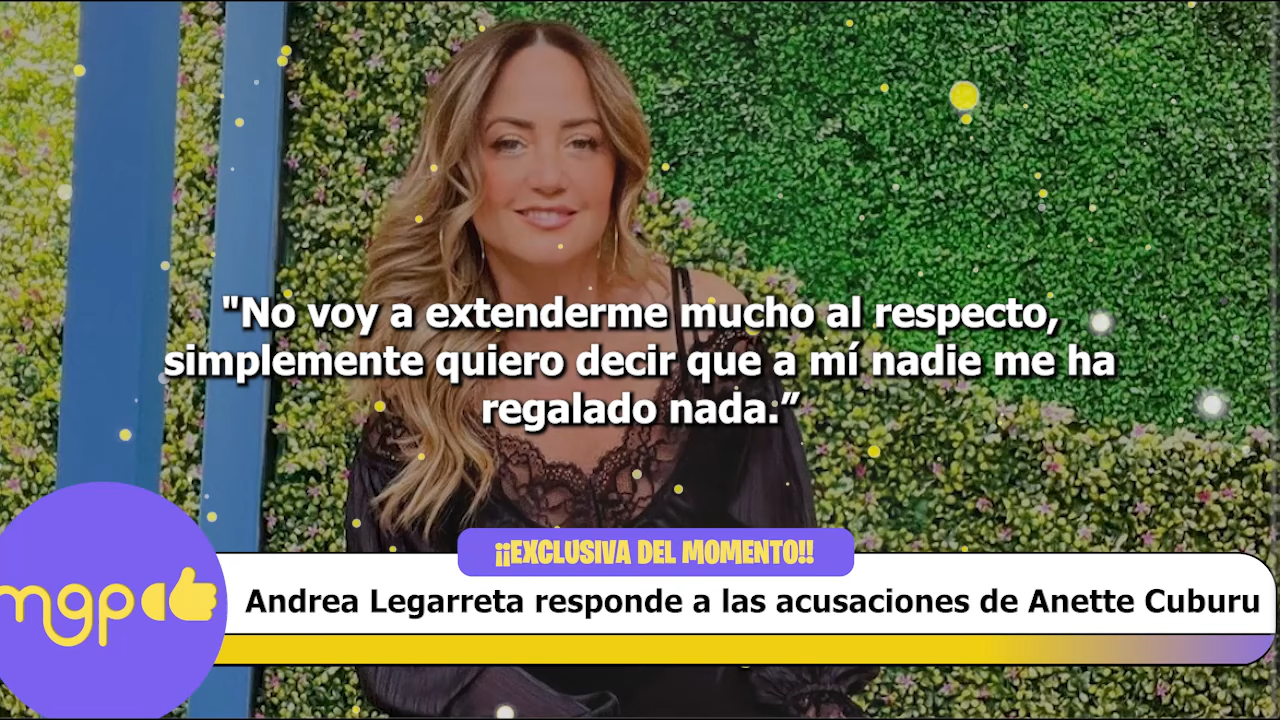 "No voy a extenderme mucho al respecto,
simplemente quiero decir que a mí nadie me ha
regalado nada.”
¡¡EXCLUSIVA DEL MOMENTO!!
mgp
Andrea Legarreta responde a las acusaciones de Anette Cuburu